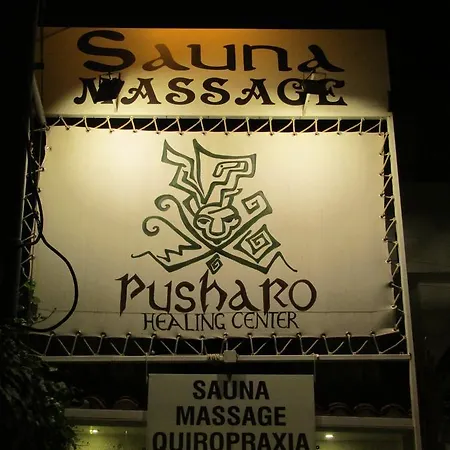 Sauna
MASSAGE
PUSHARO
HEALING CENTER
SAUNA
MASSAGE
QUIROPRAXIA